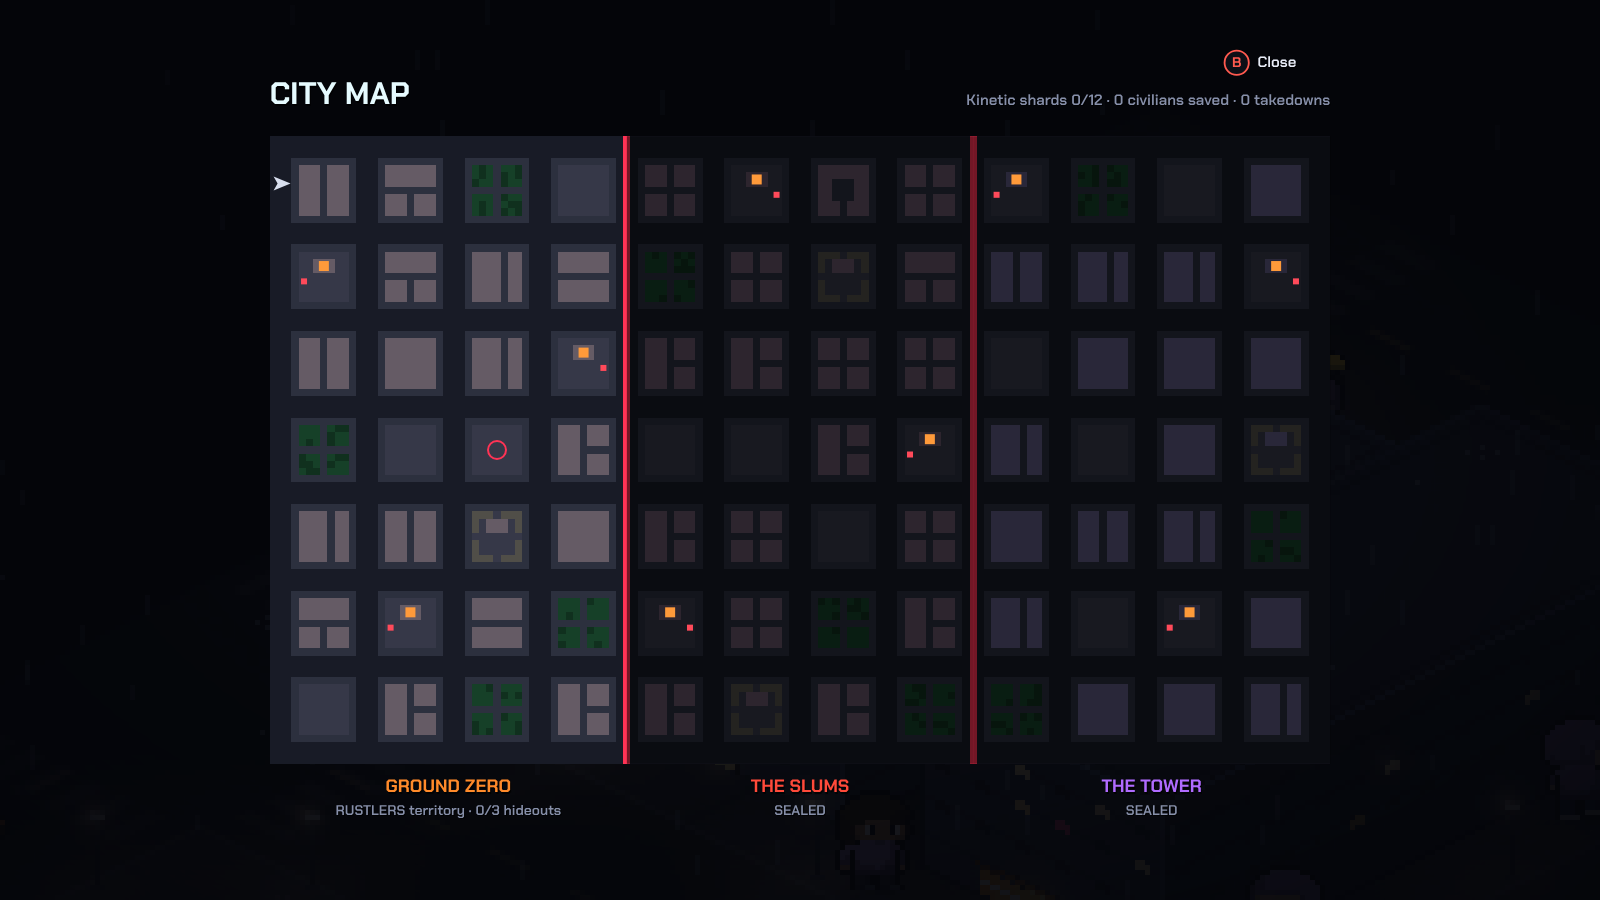 B Close
CITY MAP
Kinetic shards 0/12 · 0 civilians saved · 0 takedowns
GROUND ZERO
RUSTLERS territory · 0/3 hideouts
THE SLUMS
SEALED
THE TOWER
SEALED